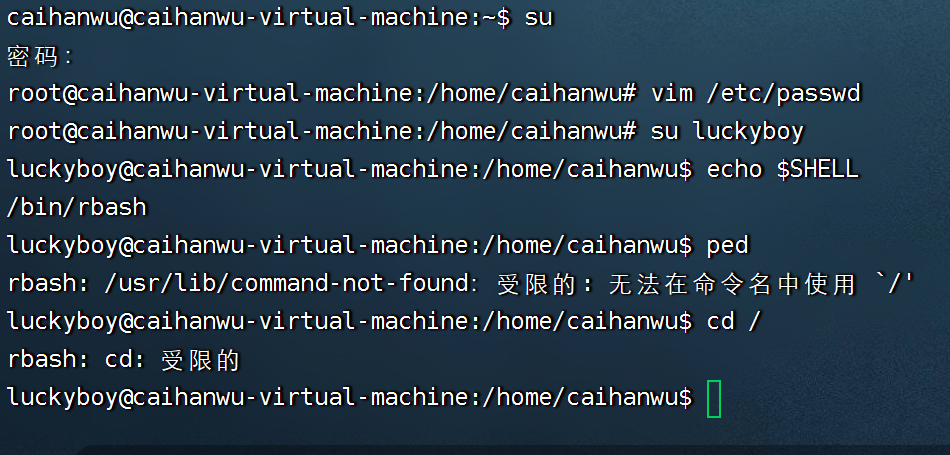 caihanwu@caihanwu-virtual-machine:~$ su
密码：
root@caihanwu-virtual-machine:/home/caihanwu# vim /etc/passwd
root@caihanwu-virtual-machine:/home/caihanwu# su luckyboy
luckyboy@caihanwu-virtual-machine:/home/caihanwu$ echo $SHELL
/bin/rbash
luckyboy@caihanwu-virtual-machine:/home/caihanwu$ ped
rbash: /usr/lib/command-not-found: 受限的: 无法在命令名中使用 `/'
luckyboy@caihanwu-virtual-machine:/home/caihanwu$ cd /
rbash: cd: 受限的
luckyboy@caihanwu-virtual-machine:/home/caihanwu$